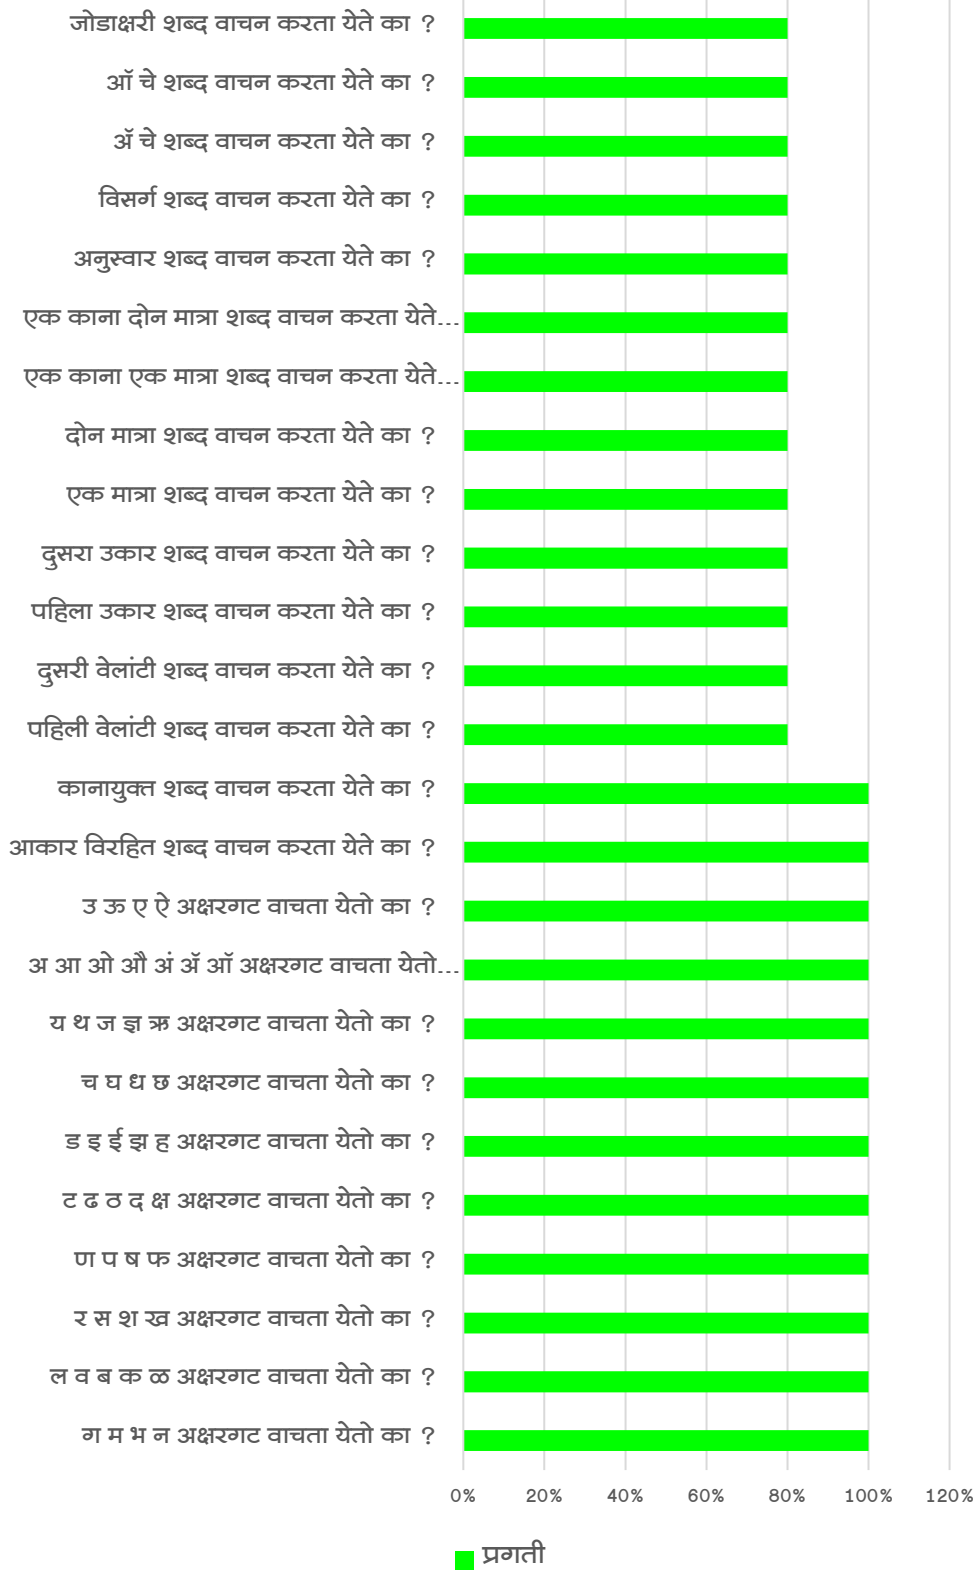 जोडाक्षरी शब्द वाचन करता येते का ?
ऑ चे शब्द वाचन करता येते का ?
ॲ चे शब्द वाचन करता येते का ?
विसर्ग शब्द वाचन करता येते का ?
अनुस्वार शब्द वाचन करता येते का ?
एक काना दोन मात्रा शब्द वाचन करता येते...
एक काना एक मात्रा शब्द वाचन करता येते...
दोन मात्रा शब्द वाचन करता येते का ?
एक मात्रा शब्द वाचन करता येते का ?
दुसरा उकार शब्द वाचन करता येते का ?
पहिला उकार शब्द वाचन करता येते का ?
दुसरी वेलांटी शब्द वाचन करता येते का ?
पहिली वेलांटी शब्द वाचन करता येते का ?
कानायुक्त शब्द वाचन करता येते का ?
आकार विरहित शब्द वाचन करता येते का ?
उ ऊ ए ऐ अक्षरगट वाचता येतो का ?
अ आ ओ औ अं ॲ ऑ अक्षरगट वाचता येतो...
य थ ज ज्ञ ऋ अक्षरगट वाचता येतो का ?
च घ ध छ अक्षरगट वाचता येतो का ?
ड इ ई झ ह अक्षरगट वाचता येतो का ?
ट ढ ठ द क्ष अक्षरगट वाचता येतो का ?
ण प ष फ अक्षरगट वाचता येतो का ?
र स श ख अक्षरगट वाचता येतो का ?
ल व ब क ळ अक्षरगट वाचता येतो का ?
ग म भ न अक्षरगट वाचता येतो का ?
0% 20% 40% 60% 80% 100% 120%
प्रगती